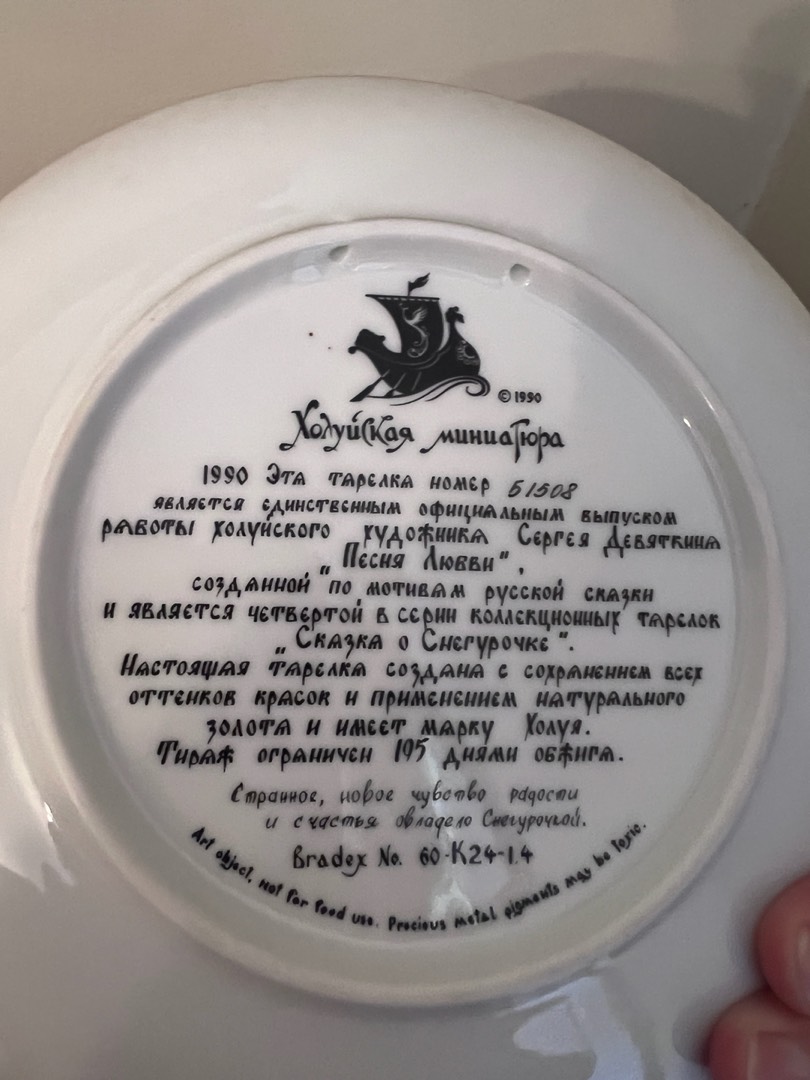 © 1990
Холуйская миниатюра
1990 Эта тарелка номер 51508
является единственным официальным выпуском
работы холуйского художника Сергея Девяткина
„Песня Любви",
созданной по мотивам русской сказки
и является четвертой в серии коллекционных тарелок
„Сказка о Снегурочке".
Настоящая тарелка создана с сохранением всех
оттенков красок и применением натурального
золота и имеет марку Холуя.
Тираж ограничен 195 днями обжига.
Странное, новое чувство радости
и счастья овладело Снегурочкой.
Bradex No. 60-K24-1.4
Art object, not for food use. Precious metal pigments may be toxic.